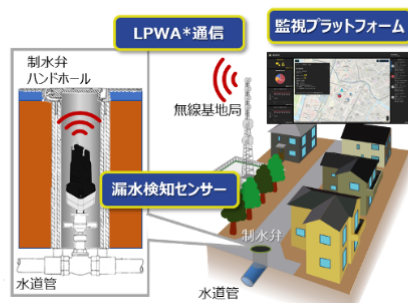 LPWA*通信
監視プラットフォーム
制水弁
ハンドホール
無線基地局
漏水検知センサー
制水弁
水道管
水道管